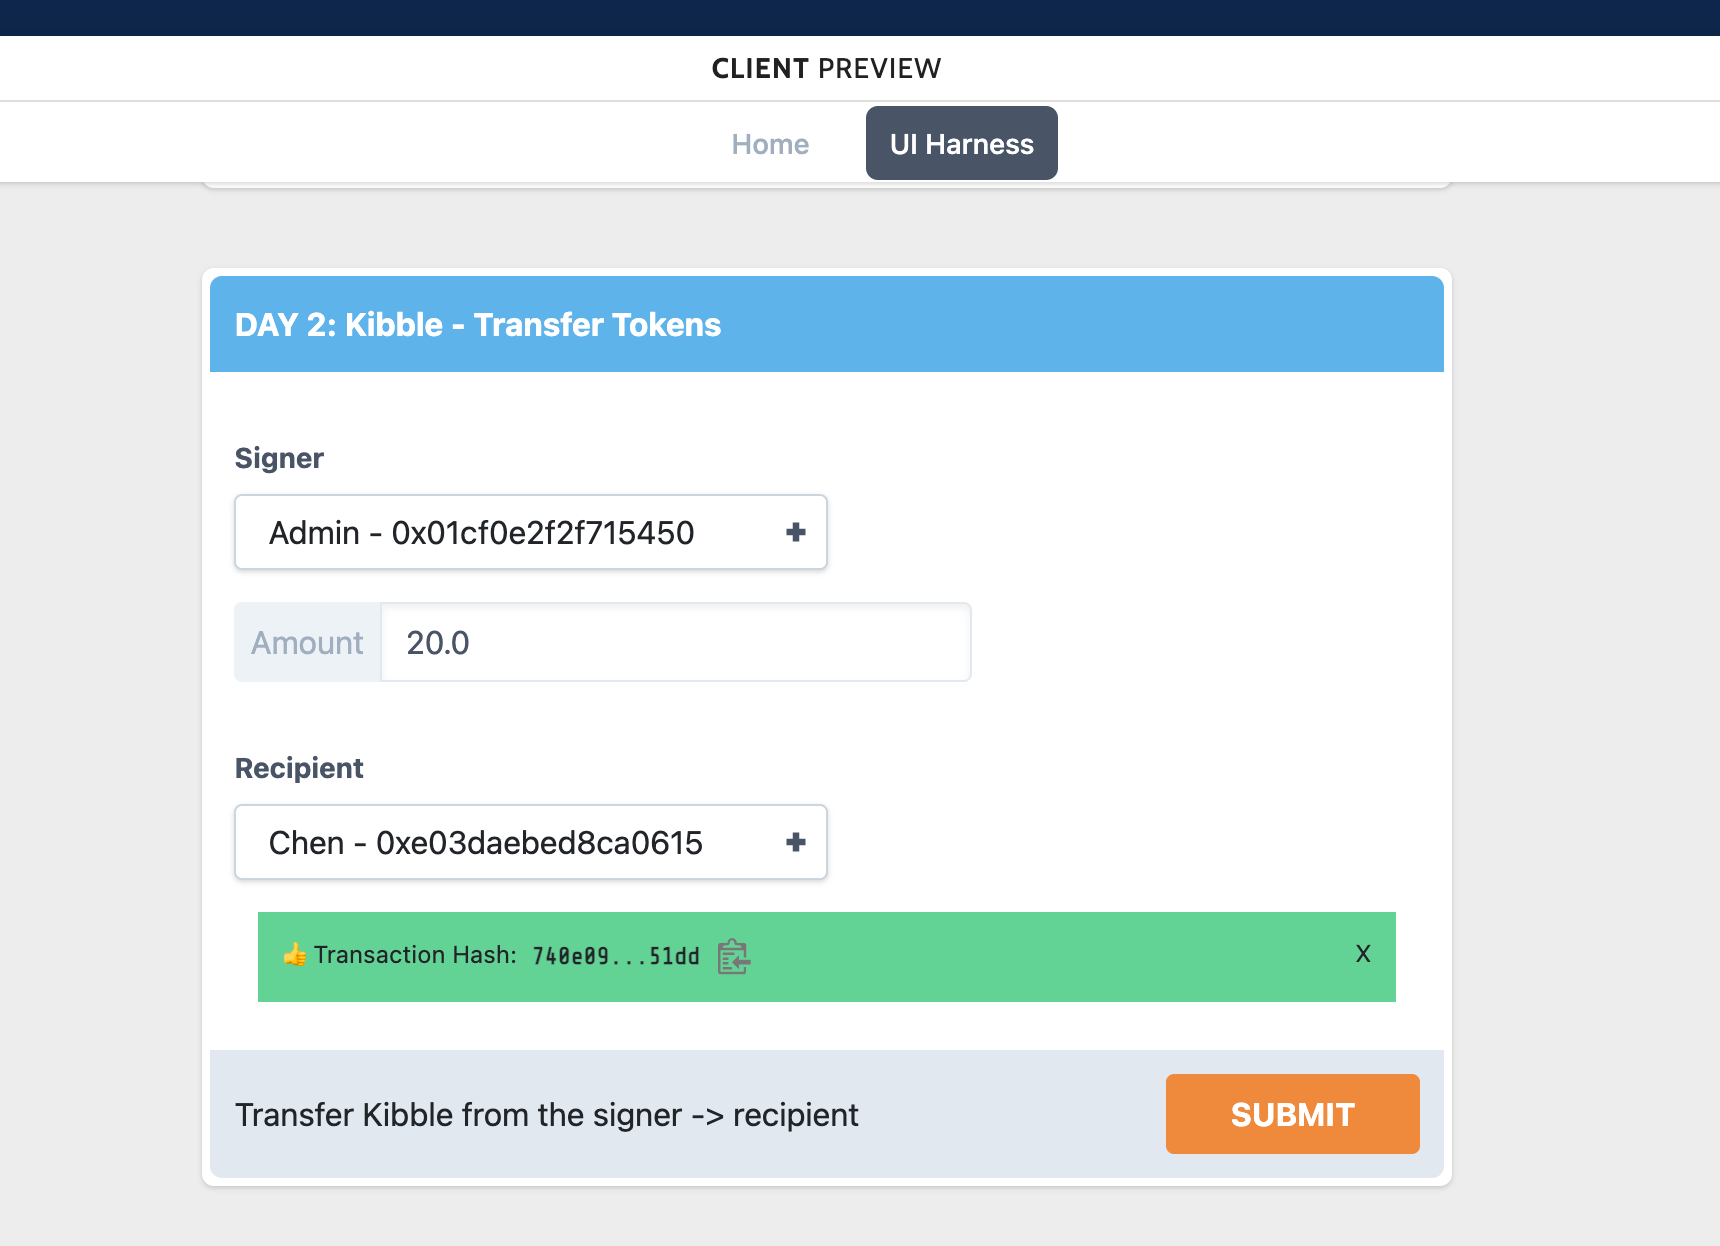 CLIENT PREVIEW
Home UI Harness
DAY 2: Kibble - Transfer Tokens
Signer
Admin - 0x01cf0e2f2f715450
Amount 20.0
Recipient
Chen - 0xe03daebed8ca0615
👍 Transaction Hash: 740e09...51dd X
Transfer Kibble from the signer -> recipient SUBMIT